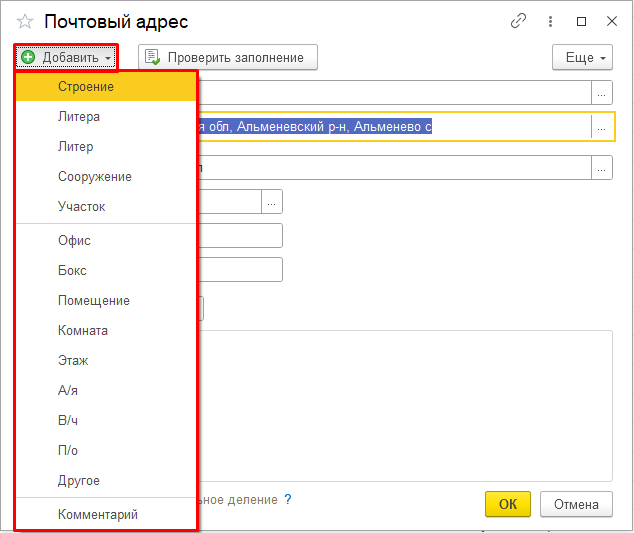 Почтовый адрес
Добавить
Проверить заполнение
Еще
Строение
Литера
я обл, Альменевский р-н, Альменево с
Литер
Сооружение
Участок
Офис
Бокс
Помещение
Комната
Этаж
А/я
В/ч
П/о
Другое
ьное деление ?
ОК
Отмена
Комментарий